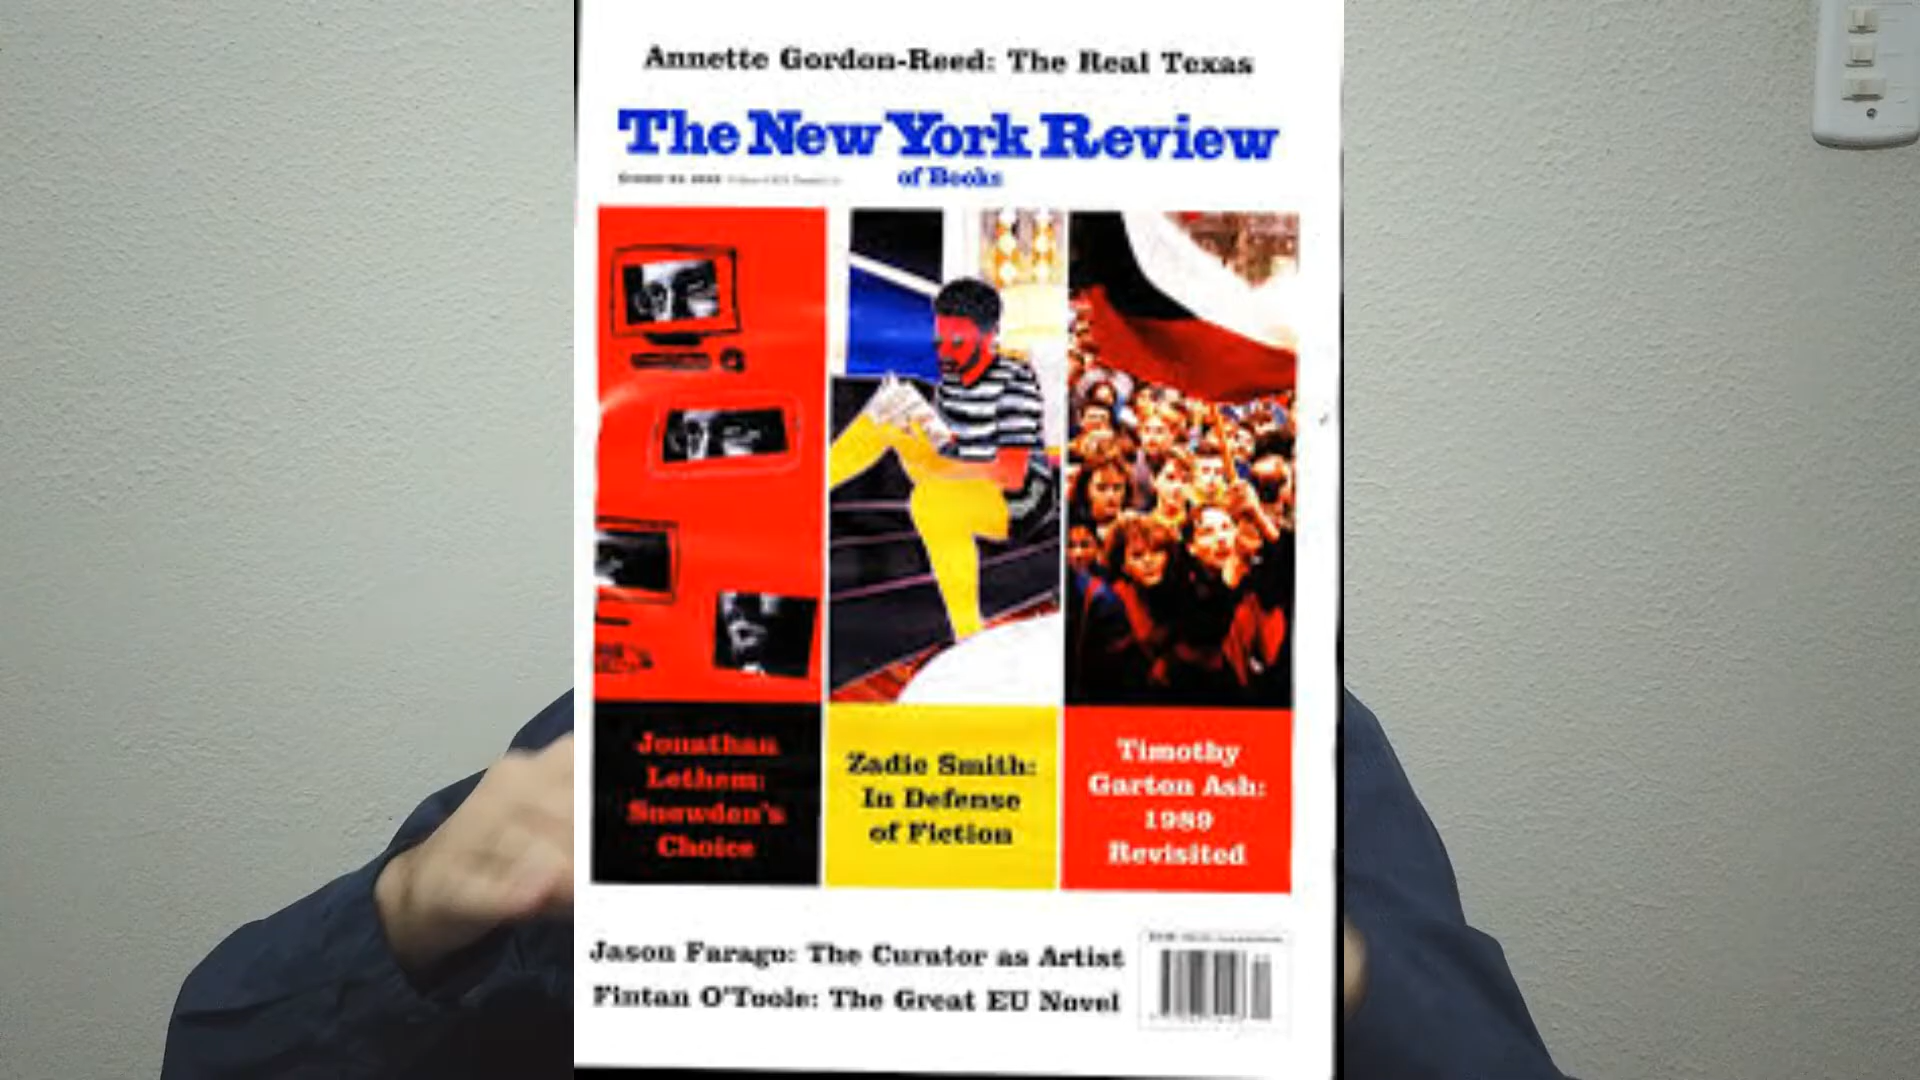 Annette Gordon-Reed: The Real Texas
The New York Review
of Books
Jonathan
Lethem:
Snowden's
Choice
Zadie Smith:
In Defense
of Fiction
Timothy
Garton Ash:
1989
Revisited
Jason Farago: The Curator as Artist
Fintan O'Toole: The Great EU Novel